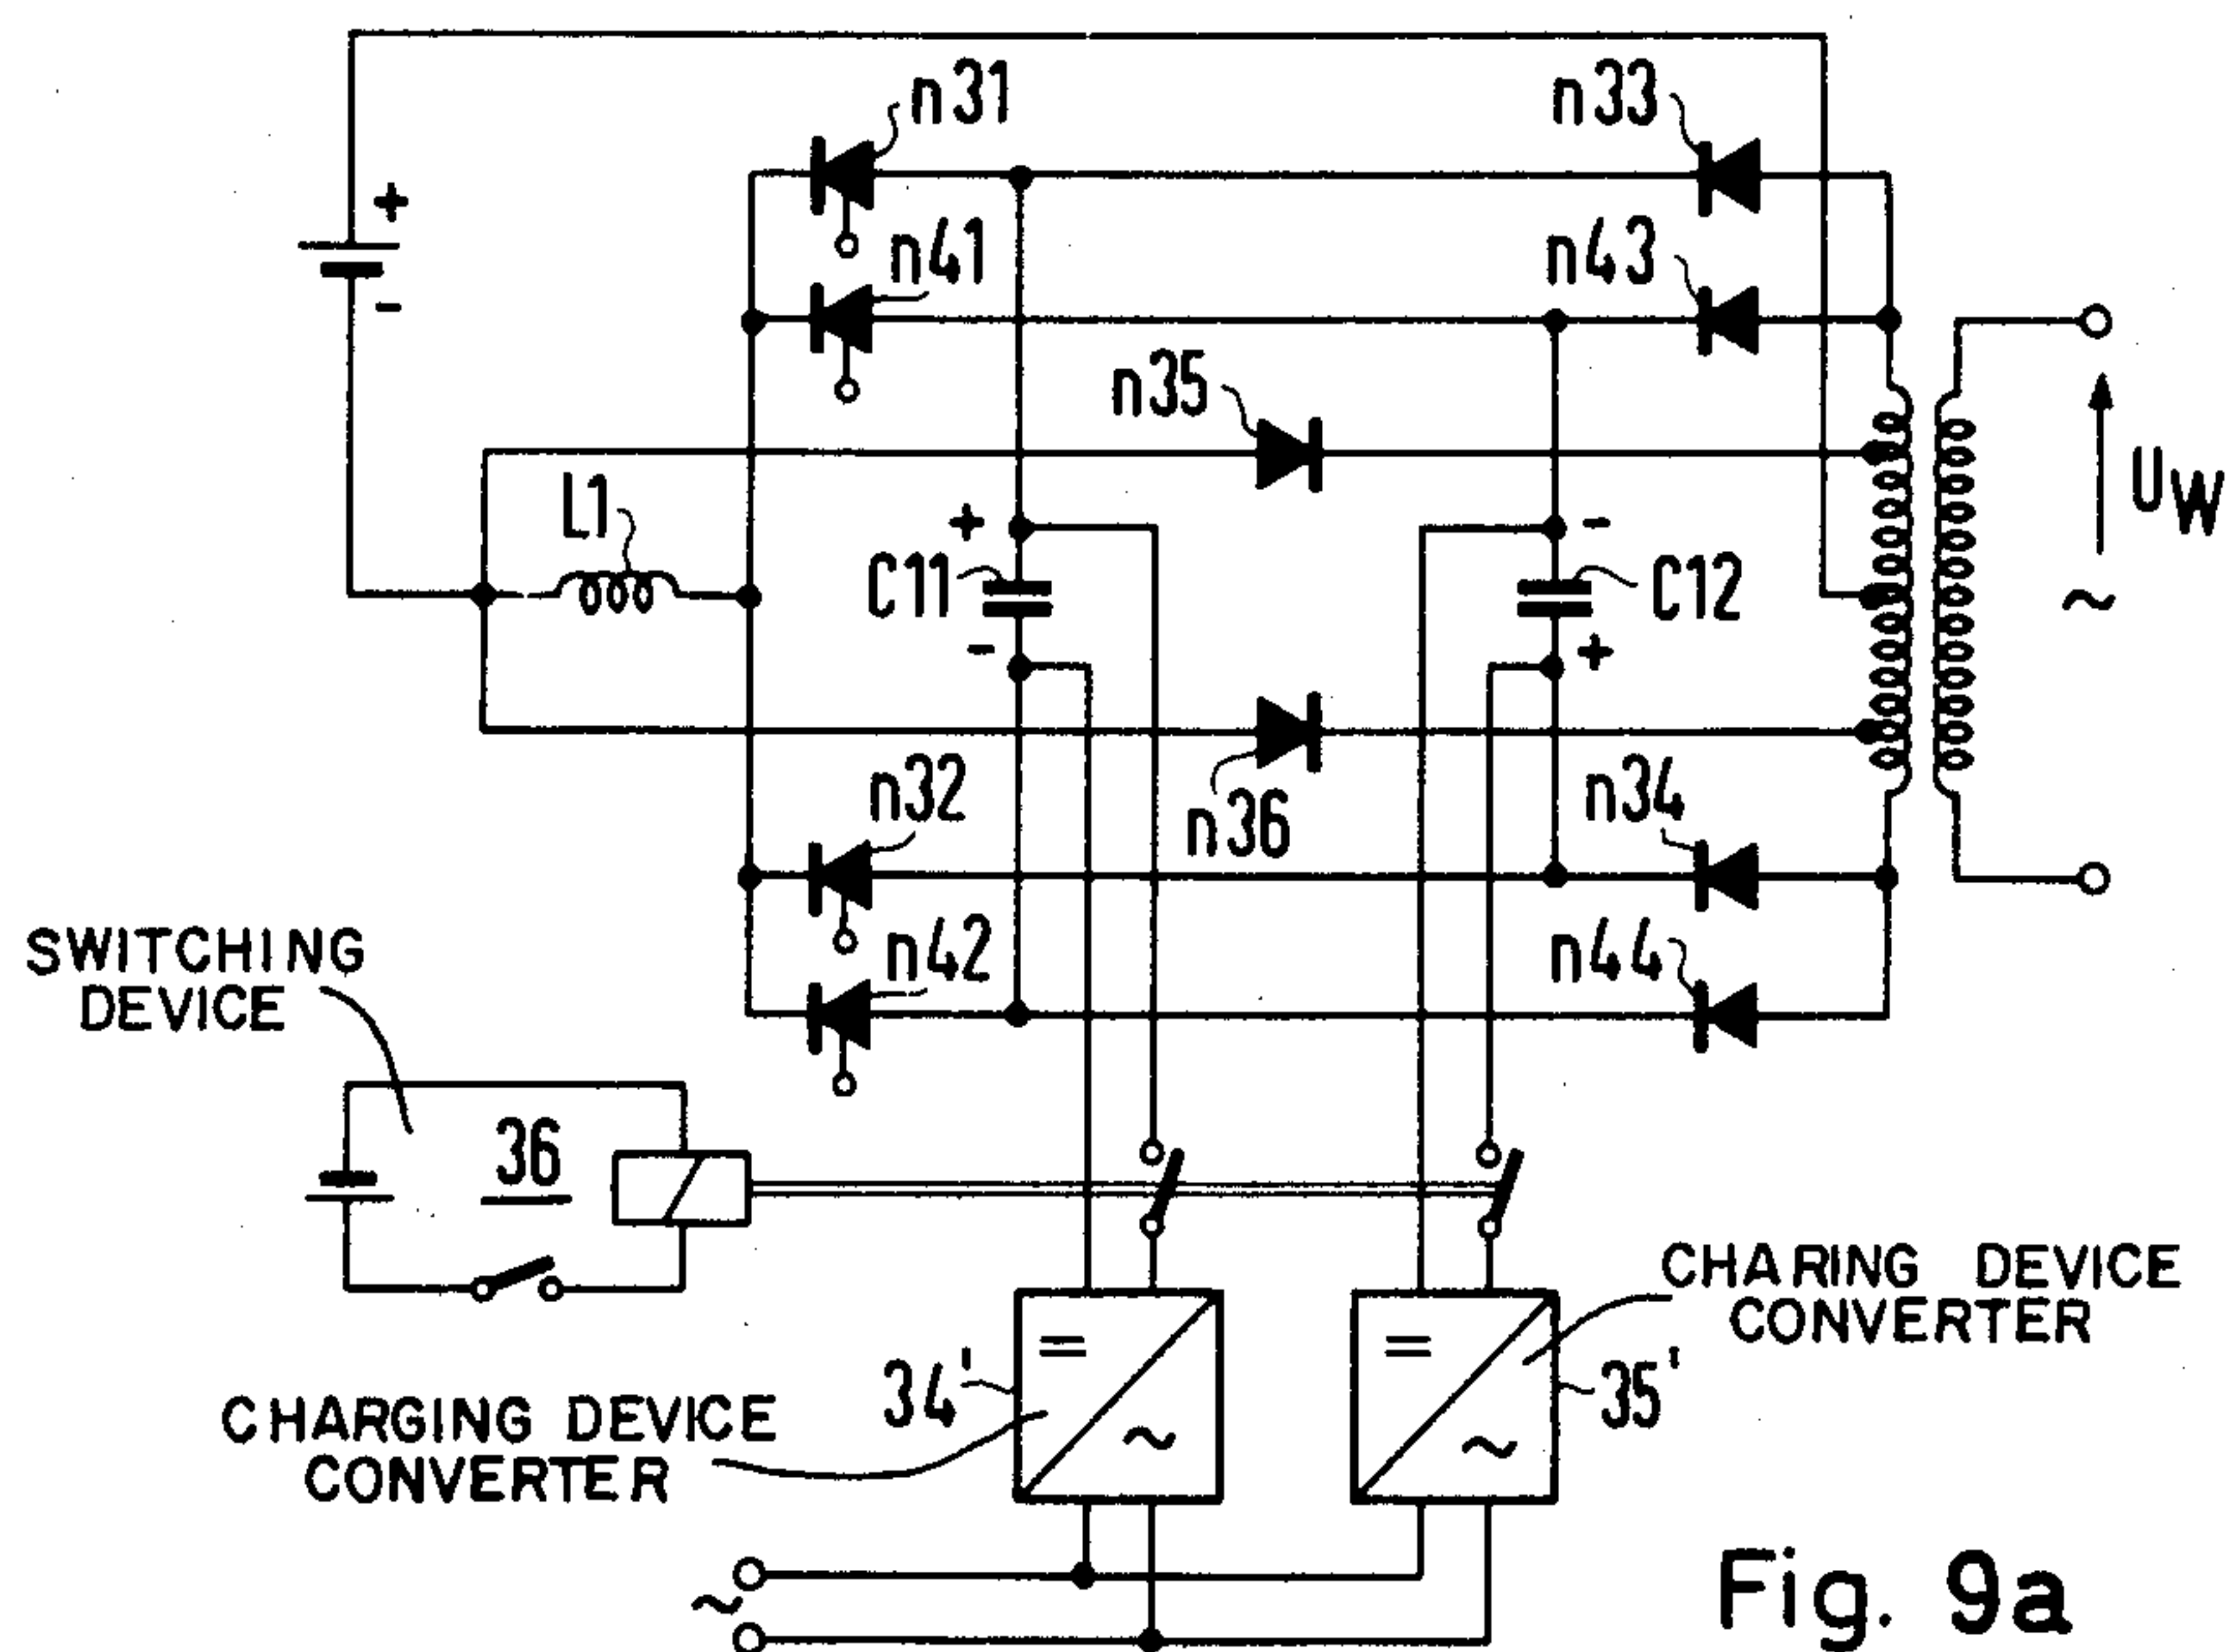 n31
n33
+
n41
n43
-
n35
L1
+
-
U W
C11
C12
~
-
+
n32
n36
n34
SWITCHING
DEVICE
n42
n44
36
CHARING DEVICE
CONVERTER
=
=
34'
35'
CHARGING DEVICE
CONVERTER
~
~
~
Fig. 9a